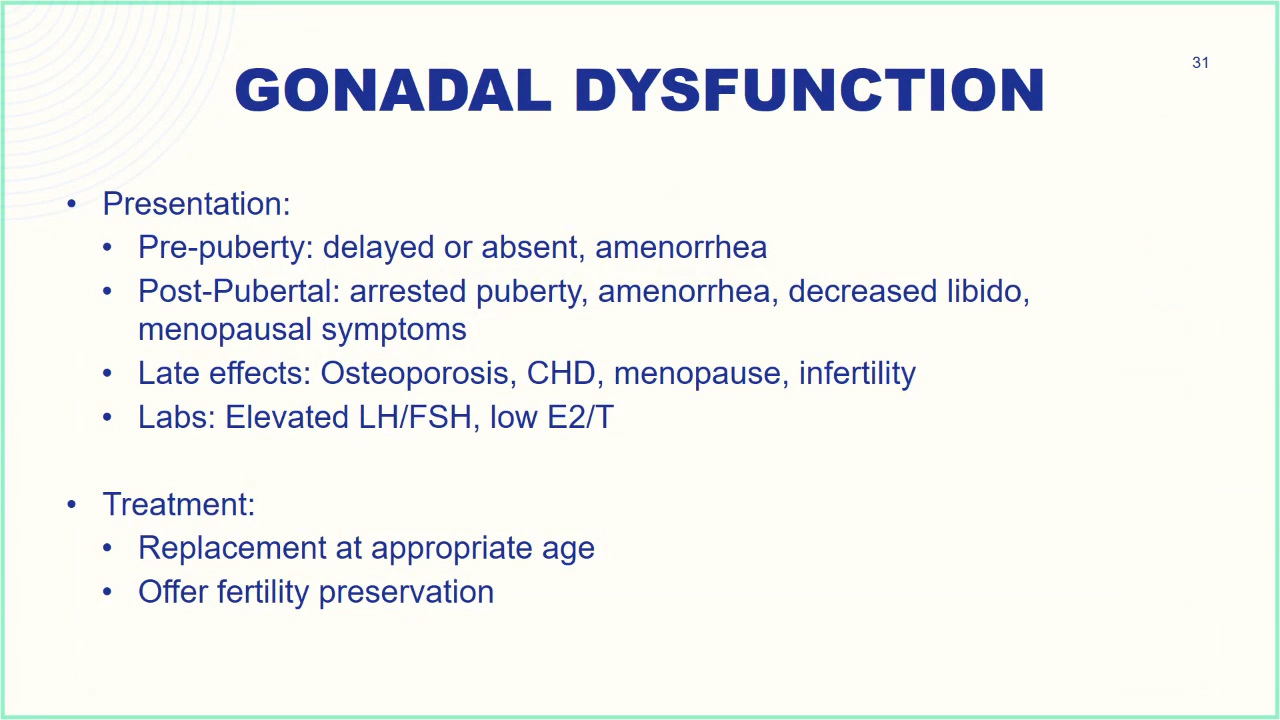 31
GONADAL DYSFUNCTION
• Presentation:
• Pre-puberty: delayed or absent, amenorrhea
• Post-Pubertal: arrested puberty, amenorrhea, decreased libido,
menopausal symptoms
• Late effects: Osteoporosis, CHD, menopause, infertility
• Labs: Elevated LH/FSH, low E2/T
• Treatment:
• Replacement at appropriate age
• Offer fertility preservation